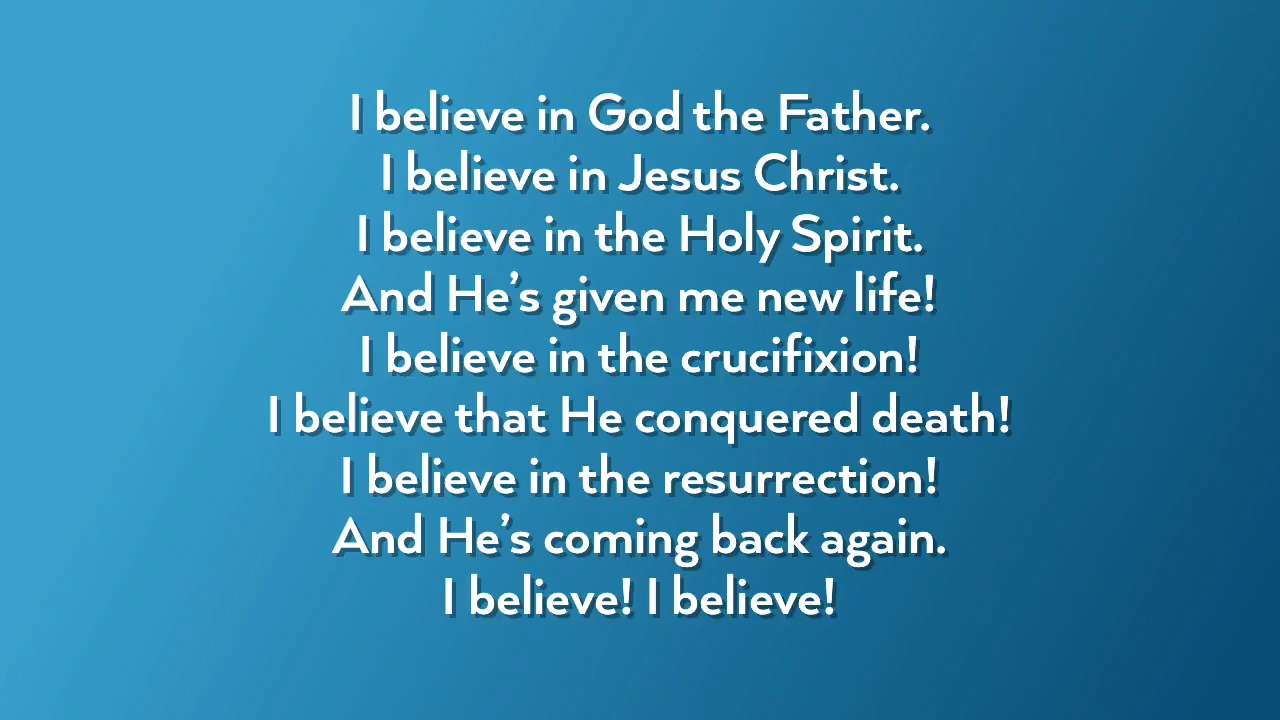 I believe in God the Father.
I believe in Jesus Christ.
I believe in the Holy Spirit.
And He’s given me new life!
I believe in the crucifixion!
I believe that He conquered death!
I believe in the resurrection!
And He’s coming back again.
I believe! I believe!